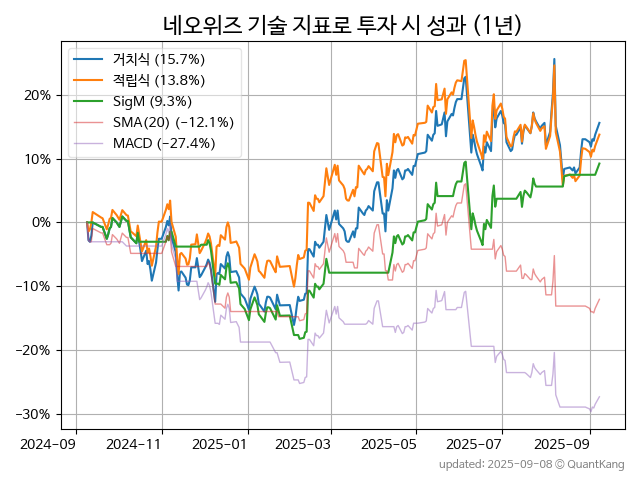 네오위즈 기술 지표로 투자 시 성과 (1년)
거치식 (15.7%)
적립식 (13.8%)
SigM (9.3%)
SMA(20) (−12.1%)
MACD (−27.4%)
20%
10%
0%
−10%
−20%
−30%
2024-09 2024-11 2025-01 2025-03 2025-05 2025-07 2025-09
updated: 2025-09-08 © QuantKang